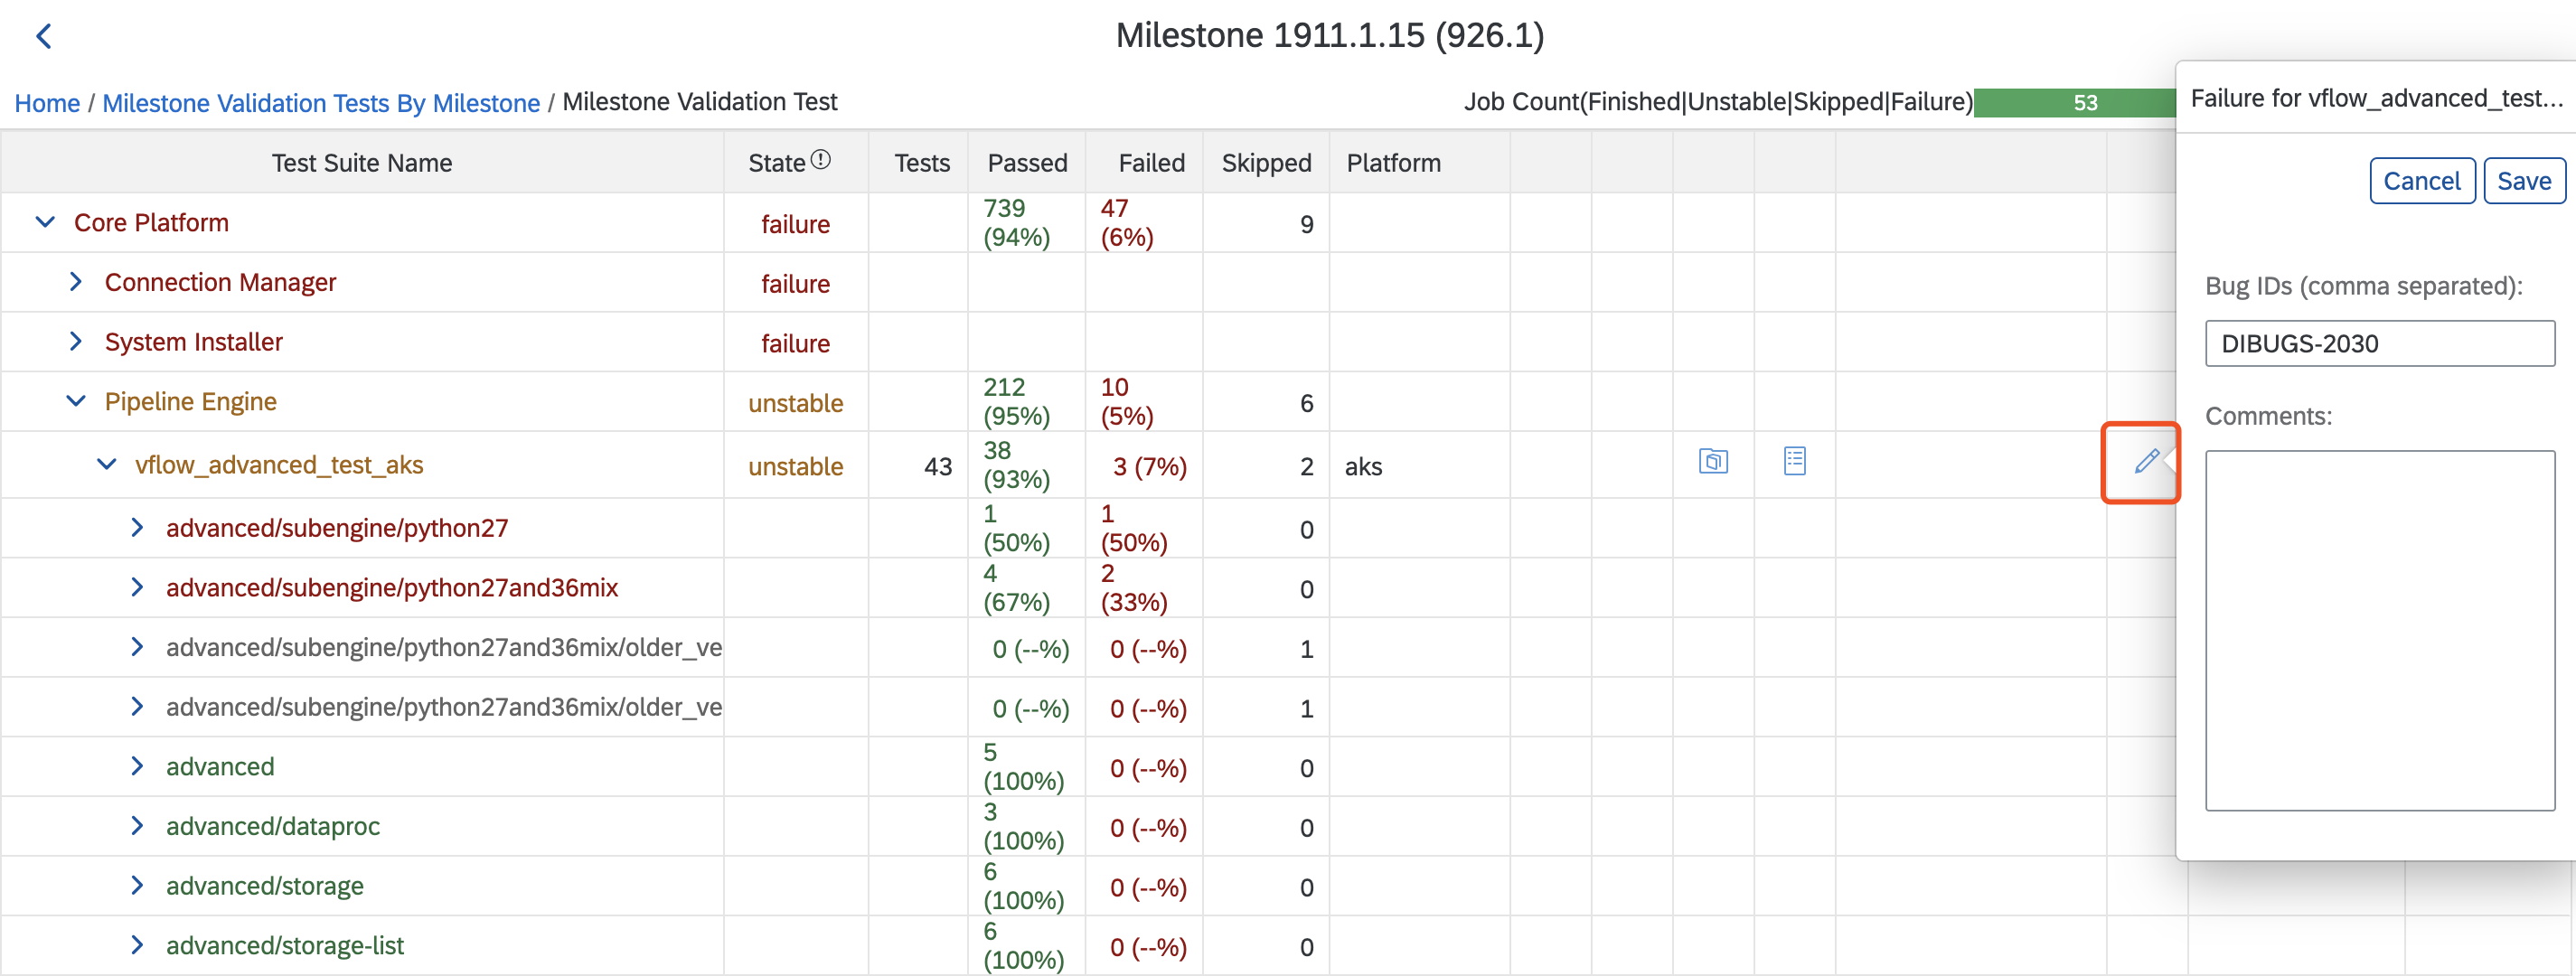 Milestone 1911.1.15 (926.1)
Home / Milestone Validation Tests By Milestone / Milestone Validation Test
Job Count(Finished|Unstable|Skipped|Failure) 53
Test Suite Name State Tests Passed Failed Skipped Platform
Core Platform failure 739 (94%) 47 (6%) 9
Connection Manager failure
System Installer failure
Pipeline Engine unstable 212 (95%) 10 (5%) 6
vflow_advanced_test_aks unstable 43 38 (93%) 3 (7%) 2 aks
advanced/subengine/python27 1 (50%) 1 (50%) 0
advanced/subengine/python27and36mix 4 (67%) 2 (33%) 0
advanced/subengine/python27and36mix/older_ve 0 (--%) 0 (--%) 1
advanced/subengine/python27and36mix/older_ve 0 (--%) 0 (--%) 1
advanced 5 (100%) 0 (--%) 0
advanced/dataproc 3 (100%) 0 (--%) 0
advanced/storage 6 (100%) 0 (--%) 0
advanced/storage-list 6 (100%) 0 (--%) 0
Failure for vflow_advanced_test...
Cancel Save
Bug IDs (comma separated):
DIBUGS-2030
Comments: